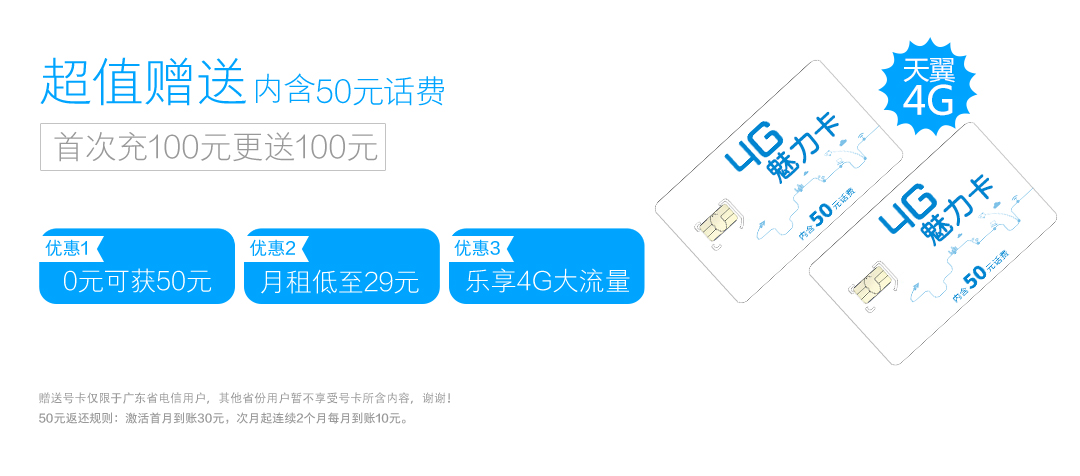 超值赠送 内含50元话费
首次充100元更送100元
优惠1
0元可获50元
优惠2
月租低至29元
优惠3
乐享4G大流量
天翼
4G
4G
魅力卡
内含50元话费
4G
魅力卡
内含50元话费
赠送号卡仅限于广东省电信用户，其他省份用户暂不享受号卡所含内容，谢谢！
50元返还规则：激活首月到账30元，次月起连续2个月每月到账10元。